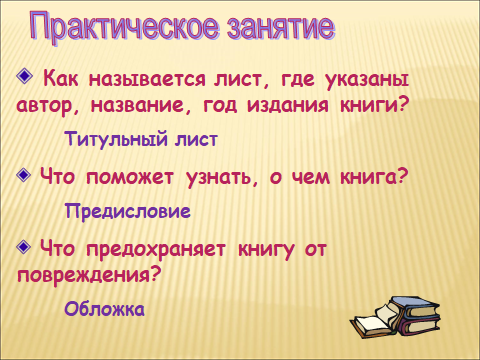 Практическое занятие
Как называется лист, где указаны
автор, название, год издания книги?
Титульный лист
Что поможет узнать, о чем книга?
Предисловие
Что предохраняет книгу от
повреждения?
Обложка